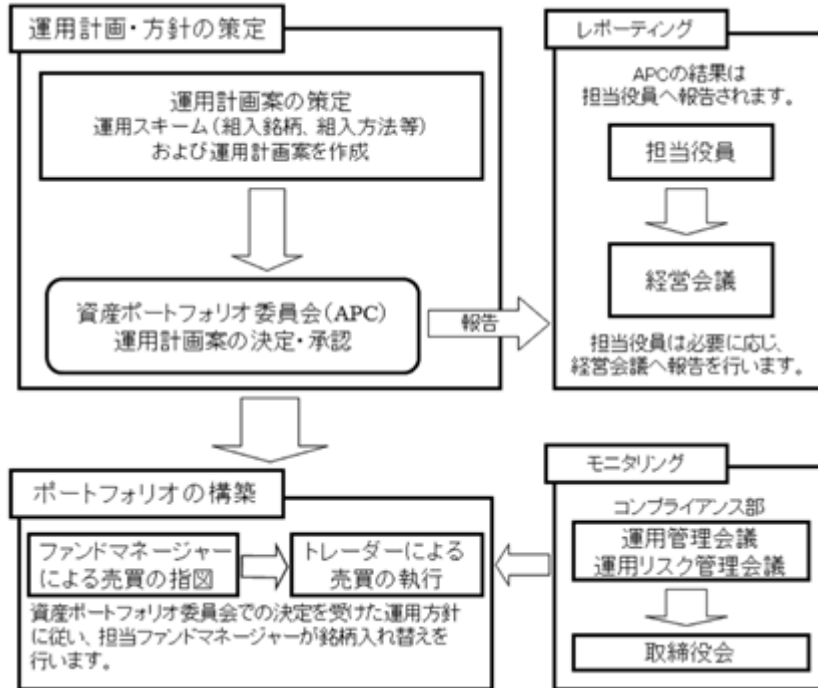 運用計画・方針の策定
運用計画案の策定
運用スキーム（組入銘柄、組入方法等）
および運用計画案を作成
資産ポートフォリオ委員会（APC）
運用計画案の決定・承認
報告
レポーティング
APCの結果は
担当役員へ報告されます。
担当役員
経営会議
担当役員は必要に応じ、
経営会議へ報告を行います。
ポートフォリオの構築
ファンドマネージャー
による売買の指図
トレーダーによる
売買の執行
資産ポートフォリオ委員会での決定を受けた運用方針
に従い、担当ファンドマネージャーが銘柄入れ替えを
行います。
モニタリング
コンプライアンス部
運用管理会議
運用リスク管理会議
取締役会